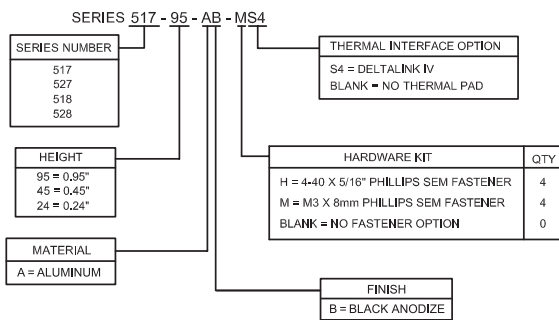 SERIES 517 - 95 - AB - MS4
SERIES NUMBER
517
527
518
528
THERMAL INTERFACE OPTION
S4 = DELTALINK IV
BLANK = NO THERMAL PAD
HEIGHT
95 = 0.95"
45 = 0.45"
24 = 0.24"
HARDWARE KIT QTY
H = 4-40 X 5/16" PHILLIPS SEM FASTENER 4
M = M3 X 8mm PHILLIPS SEM FASTENER 4
BLANK = NO FASTENER OPTION 0
MATERIAL
A = ALUMINUM
FINISH
B = BLACK ANODIZE